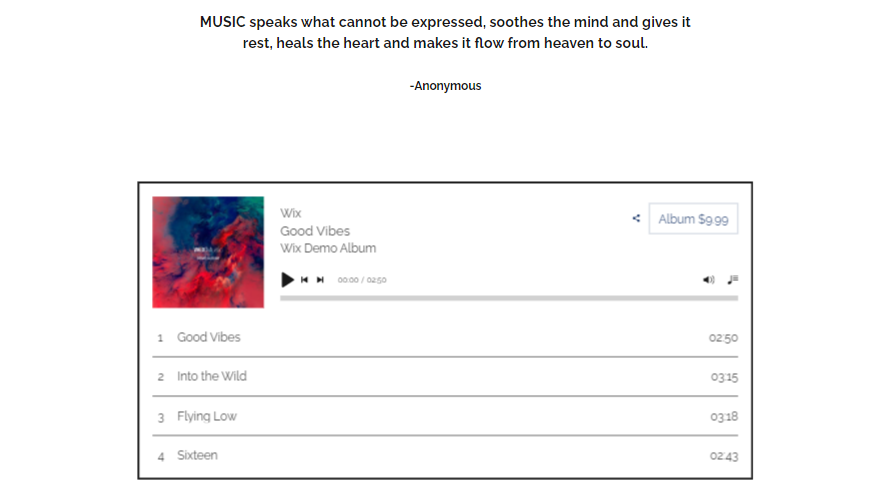 MUSIC speaks what cannot be expressed, soothes the mind and gives it
rest, heals the heart and makes it flow from heaven to soul.
-Anonymous
Wix
Good Vibes
Wix Demo Album
Album $9.99
00:00 / 02:50
1 Good Vibes 02:50
2 Into the Wild 03:15
3 Flying Low 03:18
4 Sixteen 02:43